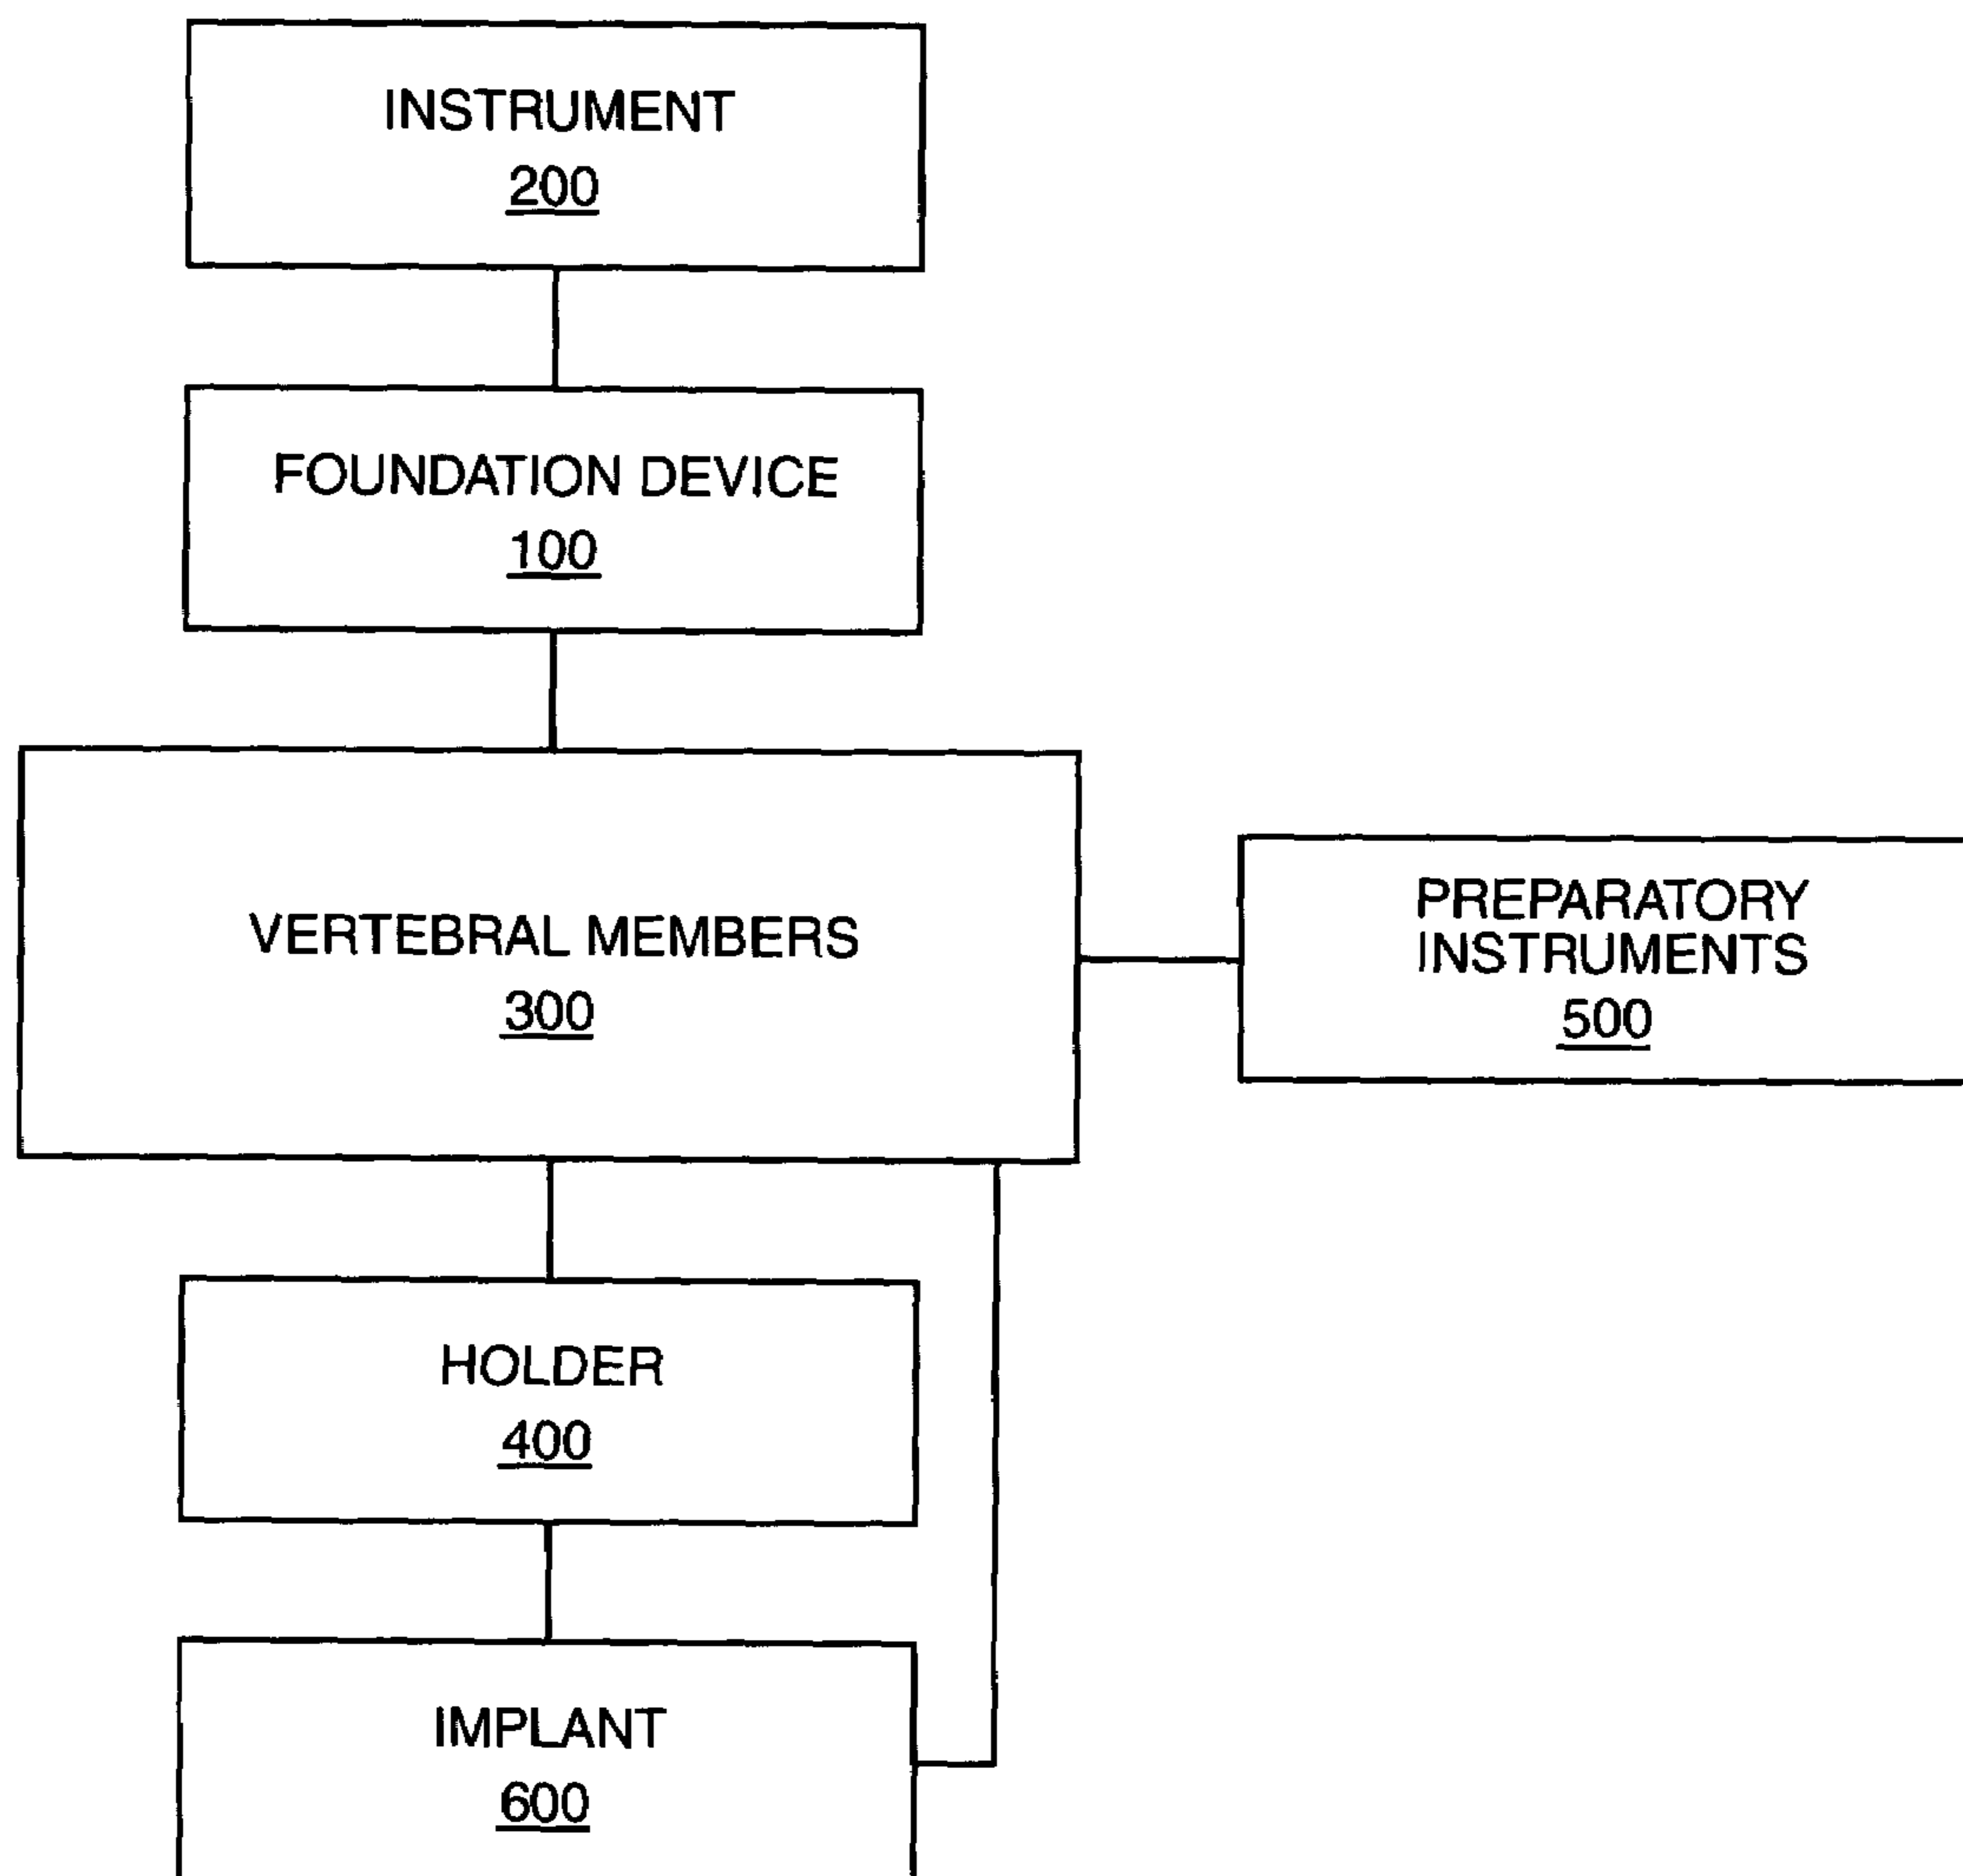 INSTRUMENT
200
FOUNDATION DEVICE
100
VERTEBRAL MEMBERS
300
PREPARATORY
INSTRUMENTS
500
HOLDER
400
IMPLANT
600